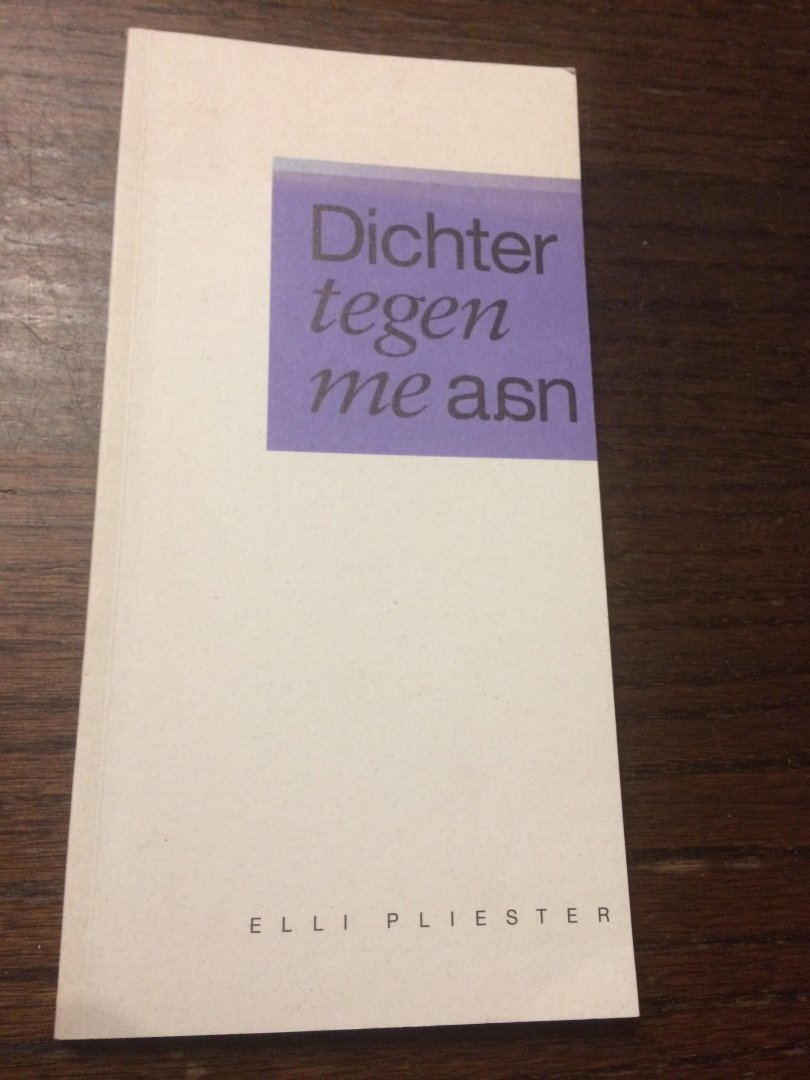 Dichter
tegen
me aan
ELLI PLIESTER